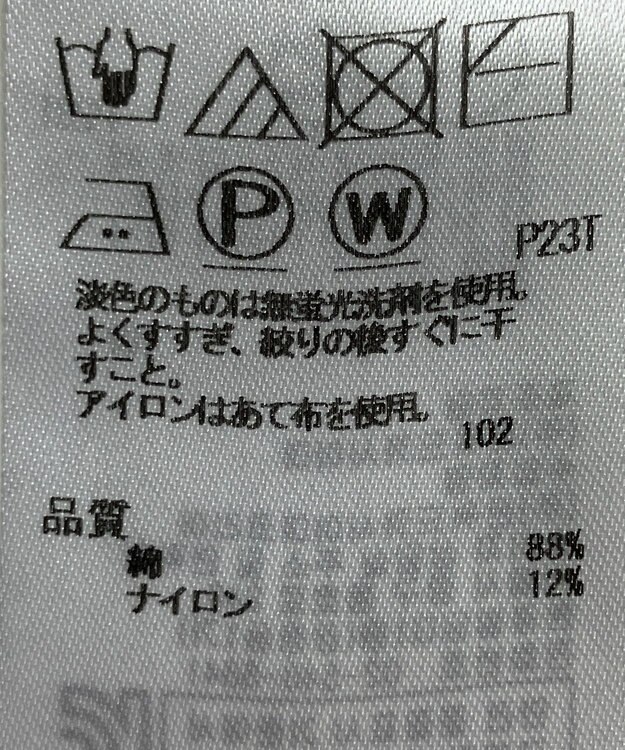 P W
P23T
淡色のものは無蛍光洗剤を使用。
よくすすぎ、絞りの後すぐに干
すこと。
アイロンはあて布を使用。
102
品質
綿 88%
ナイロン 12%